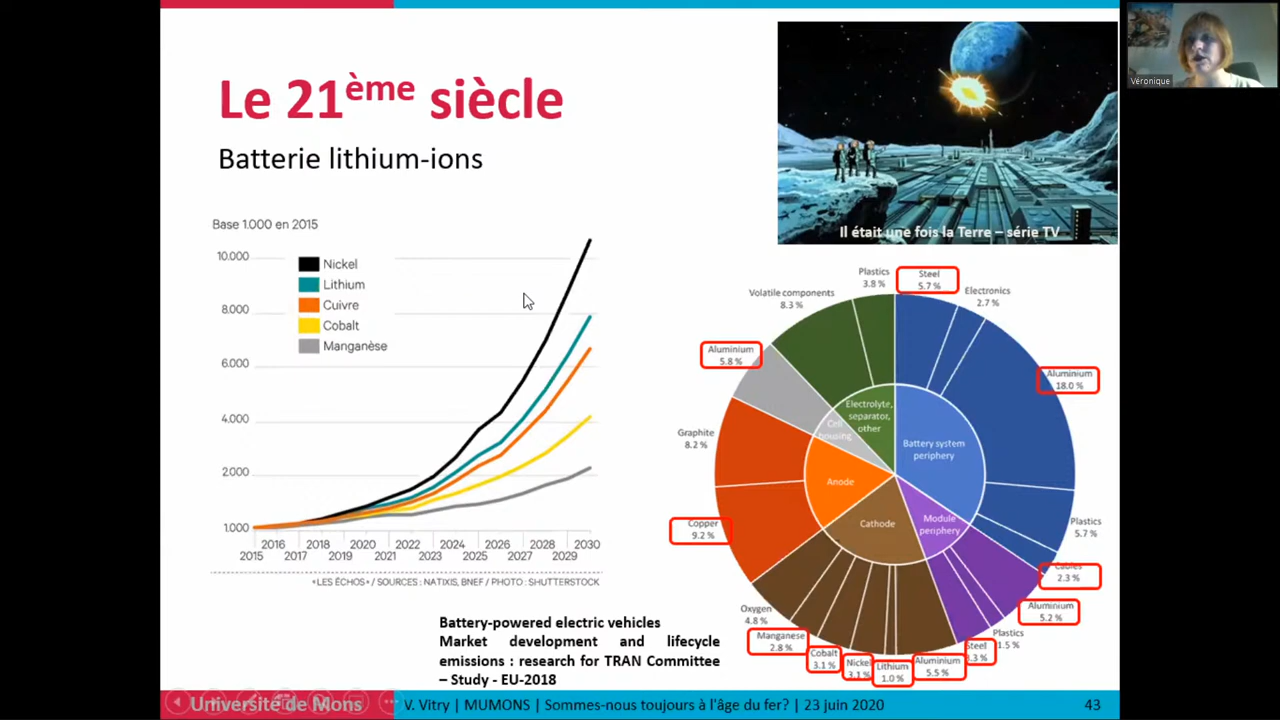 Le 21ème siècle
Batterie lithium-ions
Il était une fois la Terre – série TV
Véronique
Base 1.000 en 2015
10.000
8.000
6.000
4.000
2.000
1.000
Nickel
Lithium
Cuivre
Cobalt
Manganèse
2016 2018 2020 2022 2024 2026 2028 2030
2015 2017 2019 2021 2023 2025 2027 2029
«LES ÉCHOS» / SOURCES : NATIXIS, BNEF / PHOTO : SHUTTERSTOCK
Plastics
3.8 %
Steel
5.7 %
Electronics
2.7 %
Volatile components
8.3 %
Aluminium
5.8 %
Aluminium
18.0 %
Graphite
8.2 %
Copper
9.2 %
Plastics
5.7 %
Cables
2.3 %
Aluminium
5.2 %
Plastics
1.5 %
Steel
3.3 %
Aluminium
5.5 %
Lithium
1.0 %
Nickel
3.1 %
Cobalt
3.1 %
Manganese
2.8 %
Oxygen
4.8 %
Electrolyte,
separator,
other
Cell
housing
Battery system
periphery
Anode
Cathode
Module
periphery
Battery-powered electric vehicles
Market development and lifecycle
emissions : research for TRAN Committee
– Study - EU-2018
Université de Mons
V. Vitry | MUMONS | Sommes-nous toujours à l'âge du fer? | 23 juin 2020
43